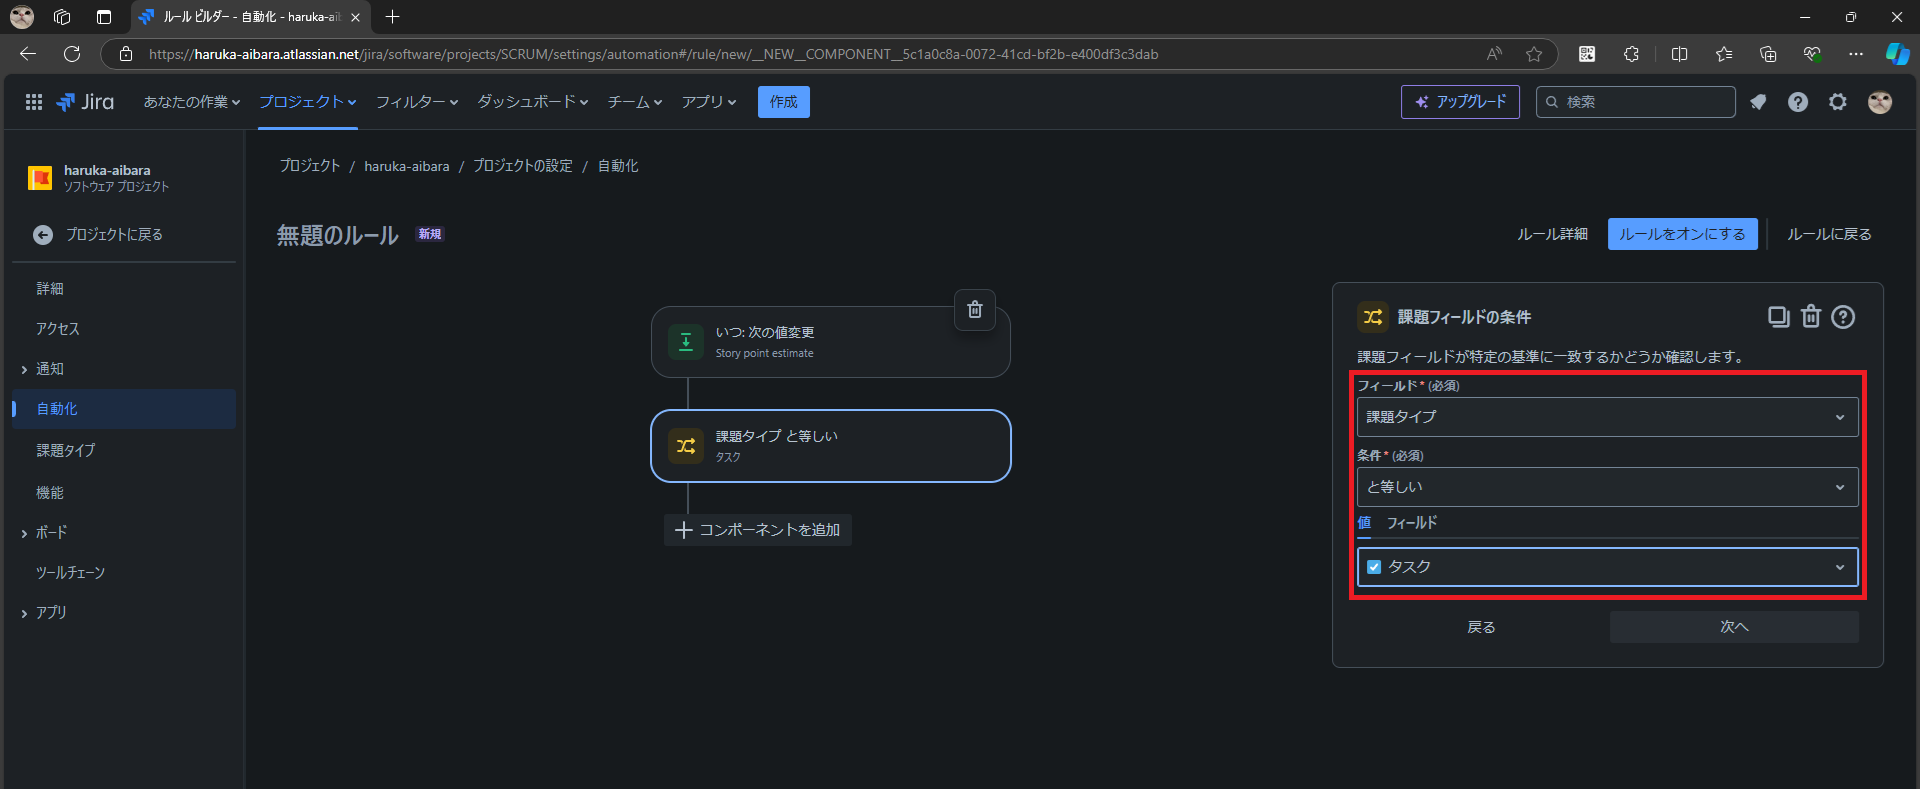 ルール ビルダー - 自動化 - haruka-ai
https://haruka-aibara.atlassian.net/jira/software/projects/SCRUM/settings/automation#/rule/new/__NEW__COMPONENT__5c1a0c8a-0072-41cd-bf2b-e400df3c3dab
Jira
あなたの作業
プロジェクト
フィルター
ダッシュボード
チーム
アプリ
作成
アップグレード
検索
haruka-aibara
ソフトウェア プロジェクト
プロジェクトに戻る
詳細
アクセス
通知
自動化
課題タイプ
機能
ボード
ツールチェーン
アプリ
プロジェクト / haruka-aibara / プロジェクトの設定 / 自動化
無題のルール 新規
ルール詳細
ルールをオンにする
ルールに戻る
いつ: 次の値変更
Story point estimate
課題タイプ と等しい
タスク
コンポーネントを追加
課題フィールドの条件
課題フィールドが特定の基準に一致するかどうか確認します。
フィールド* (必須)
課題タイプ
条件* (必須)
と等しい
値 フィールド
タスク
戻る
次へ